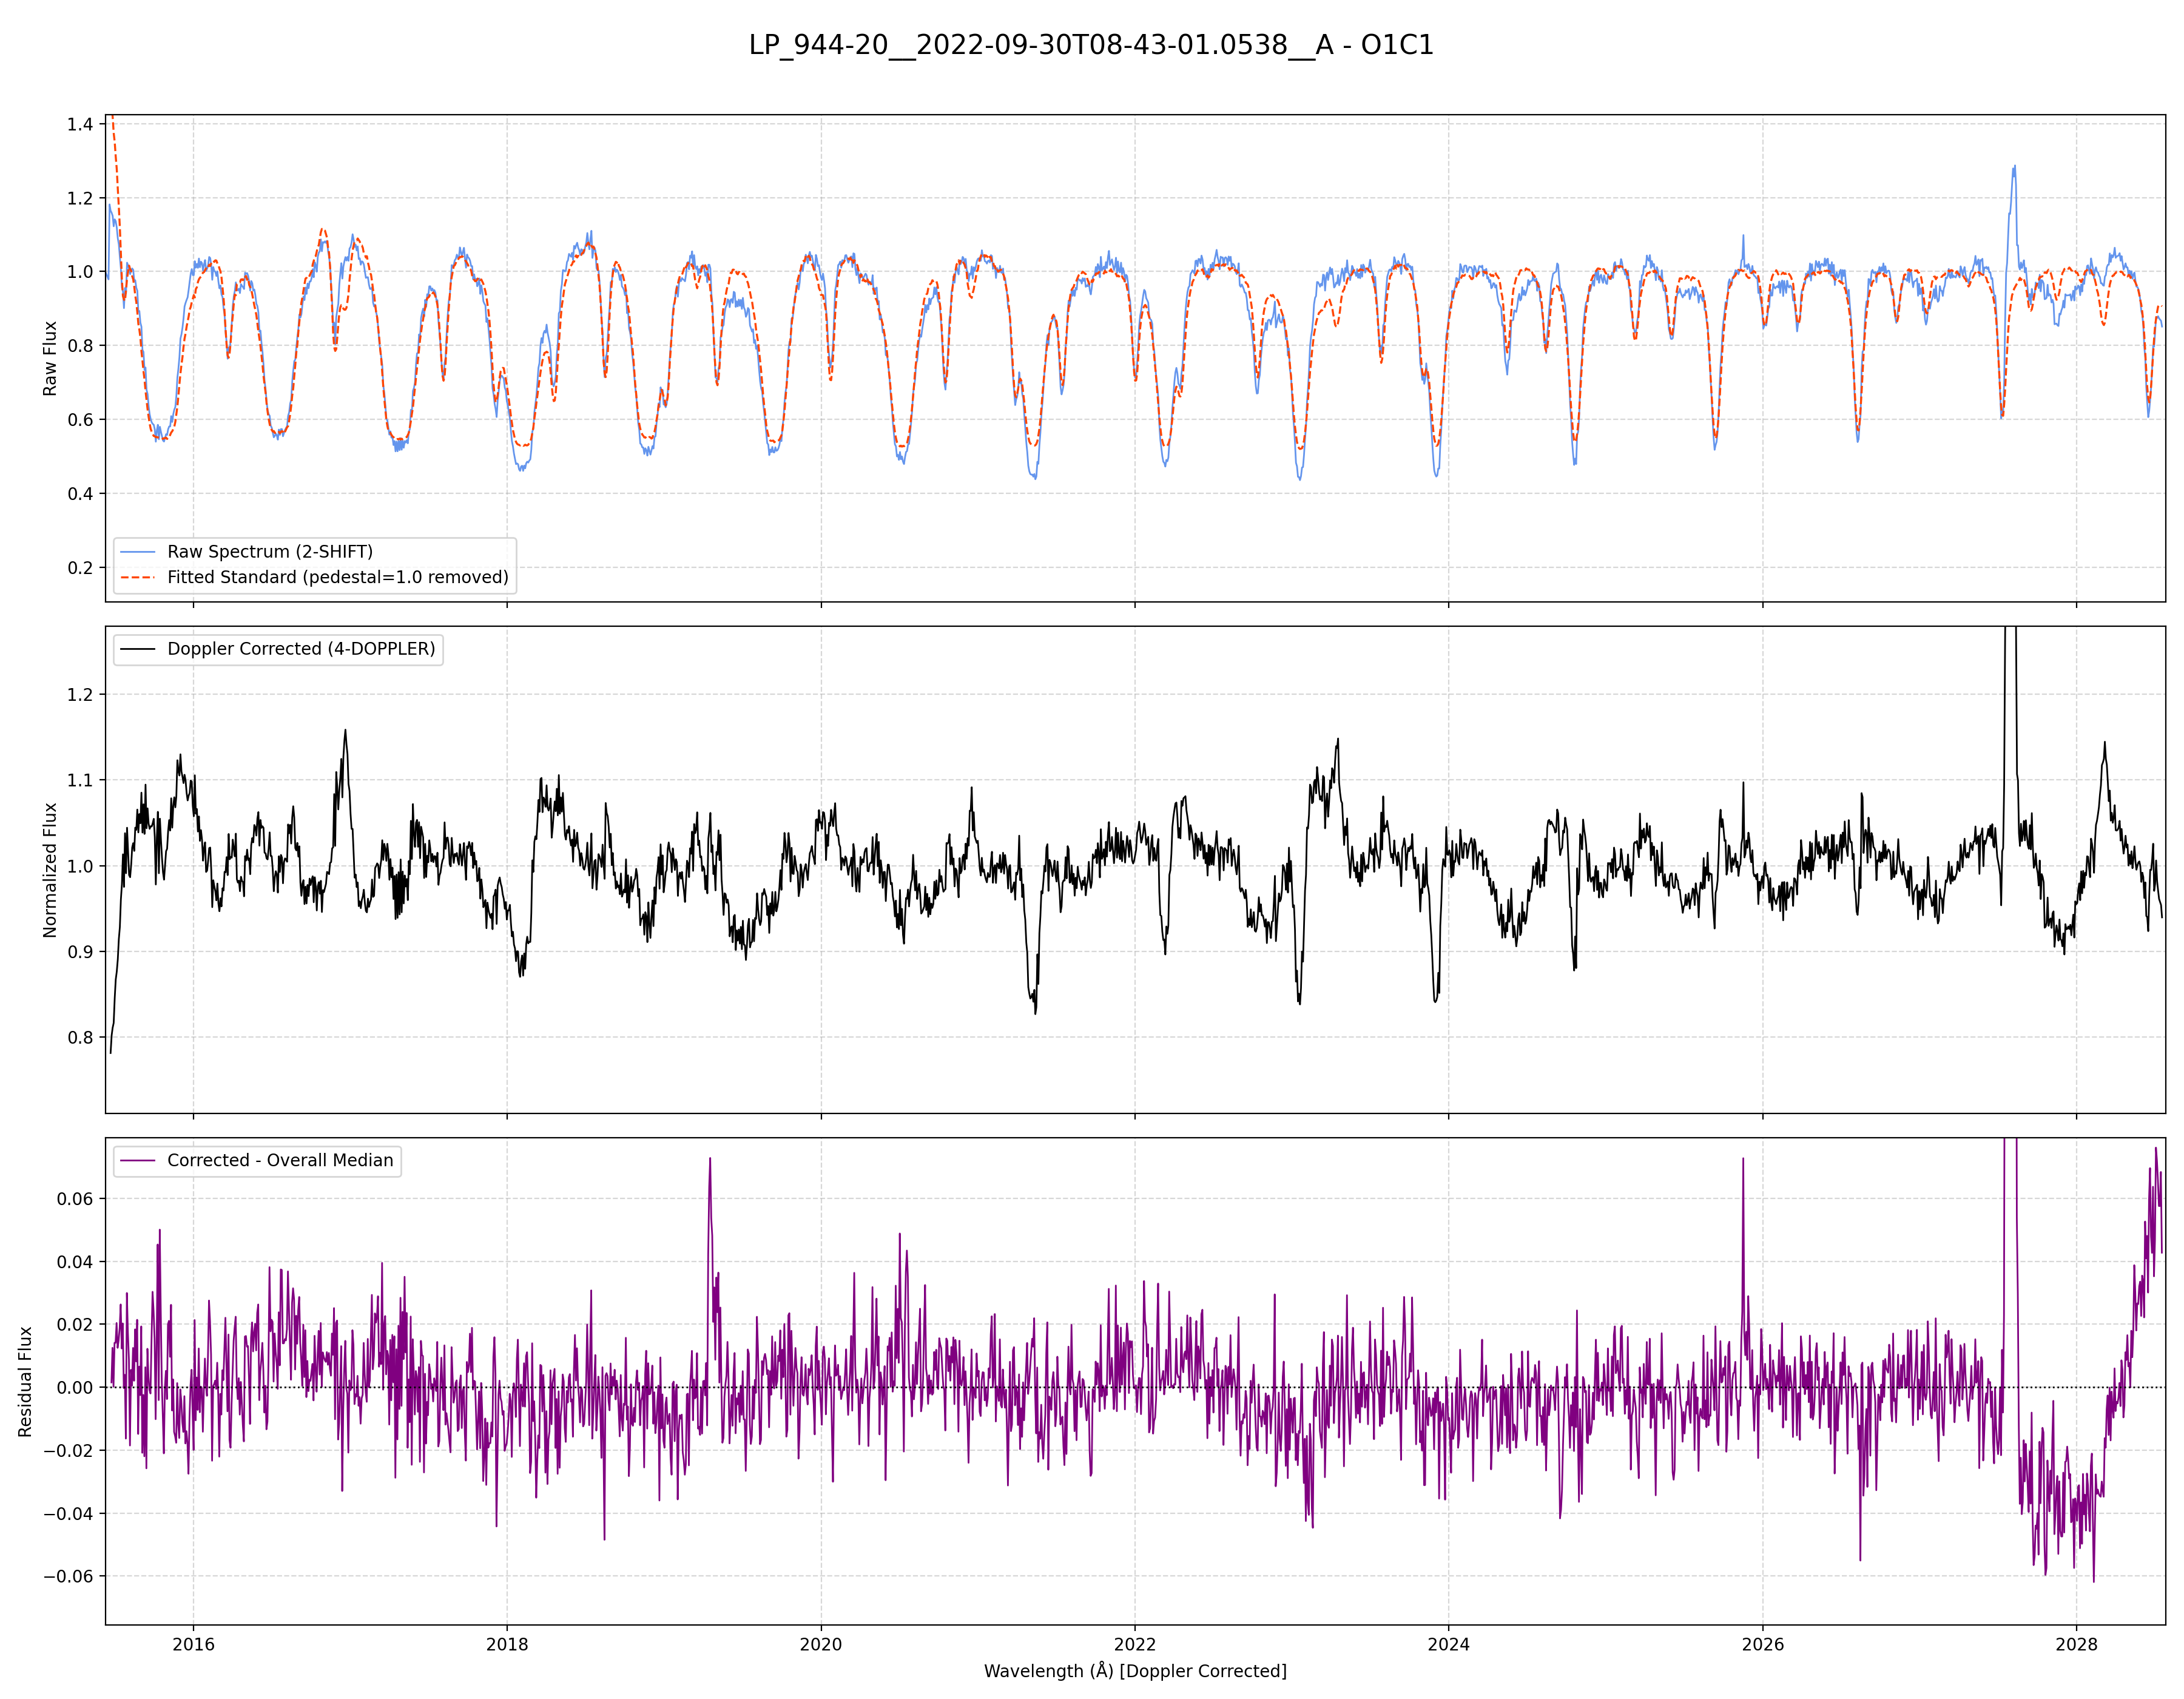 LP_944-20__2022-09-30T08-43-01.0538__A - O1C1
1.4
1.2
1.0
0.8
0.6
0.4
0.2
Raw Flux
Raw Spectrum (2-SHIFT)
Fitted Standard (pedestal=1.0 removed)
1.2
1.1
1.0
0.9
0.8
Normalized Flux
Doppler Corrected (4-DOPPLER)
0.06
0.04
0.02
0.00
−0.02
−0.04
−0.06
Residual Flux
Corrected - Overall Median
2016 2018 2020 2022 2024 2026 2028
Wavelength (Å) [Doppler Corrected]